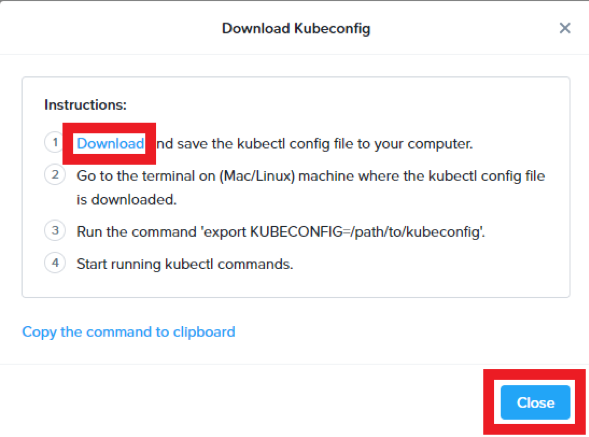 Download Kubeconfig
Instructions:
1 Download nd save the kubectl config file to your computer.
2 Go to the terminal on (Mac/Linux) machine where the kubectl config file
is downloaded.
3 Run the command 'export KUBECONFIG=/path/to/kubeconfig'.
4 Start running kubectl commands.
Copy the command to clipboard
Close